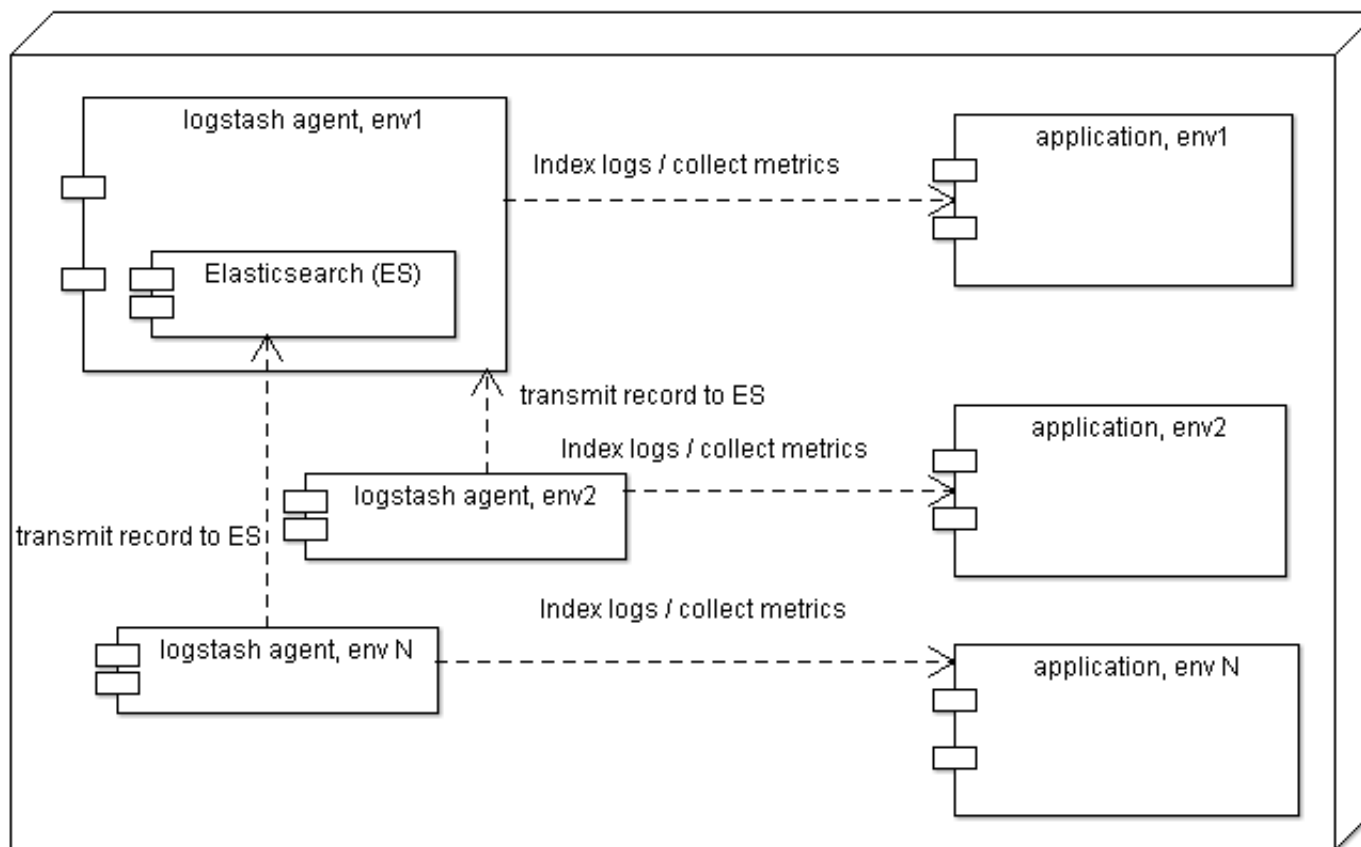 logstash agent, env1
application, env1
Index logs / collect metrics
Elasticsearch (ES)
transmit record to ES
application, env2
Index logs / collect metrics
logstash agent, env2
transmit record to ES
Index logs / collect metrics
logstash agent, env N
application, env N